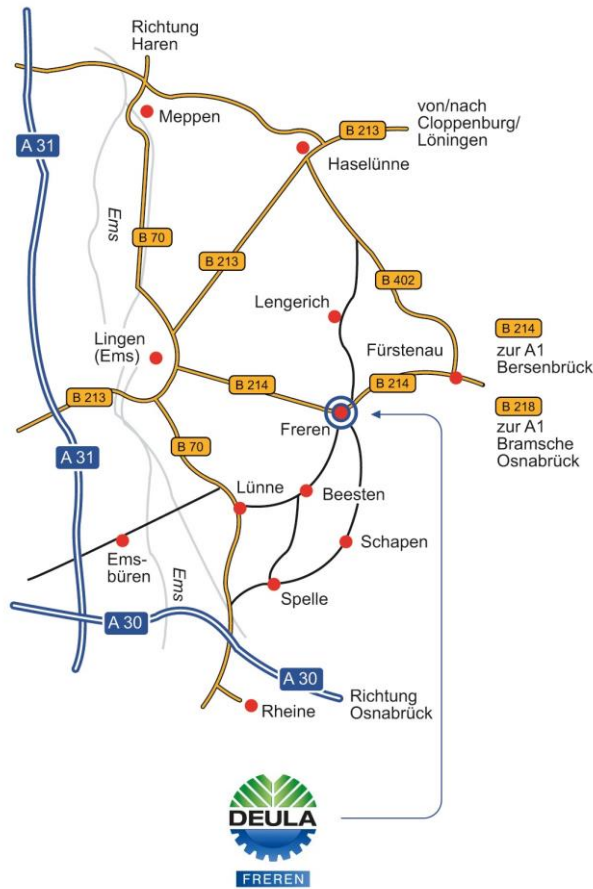 Richtung
Haren
Meppen
A 31
B 213
von/nach
Cloppenburg/
Löningen
Haselünne
Ems
B 70
B 213
B 402
Lengerich
B 214
zur A1
Bersenbrück
Lingen
(Ems)
Fürstenau
B 213
B 214
B 214
B 218
zur A1
Bramsche
Osnabrück
Freren
A 31
B 70
Lünne
Beesten
Schapen
Ems-
büren
Ems
Spelle
A 30
A 30
Richtung
Osnabrück
Rheine
DEULA
FREREN